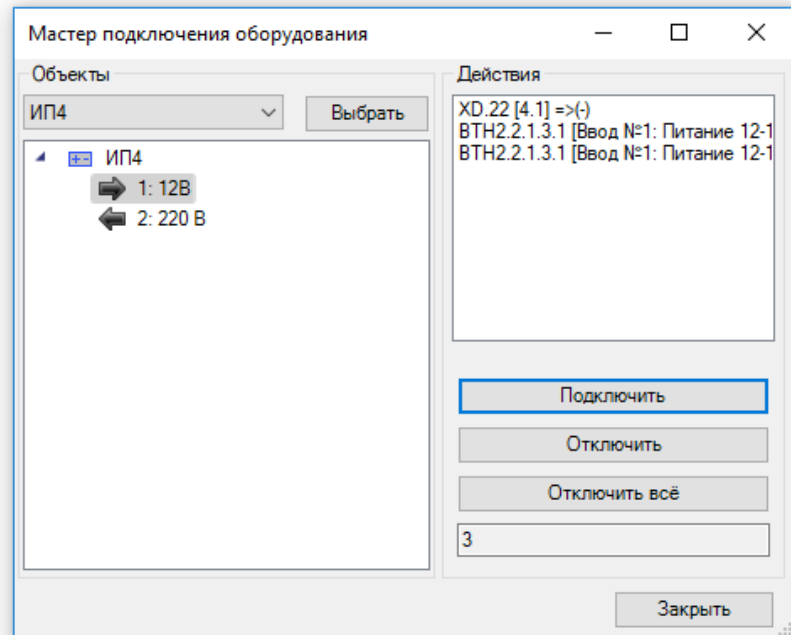 Мастер подключения оборудования
Объекты
ИП4
Выбрать
ИП4
1: 12В
2: 220 В
Действия
XD.22 [4.1] =>(-)
BTH2.2.1.3.1 [Ввод №1: Питание 12-1
BTH2.2.1.3.1 [Ввод №1: Питание 12-1
Подключить
Отключить
Отключить всё
3
Закрыть